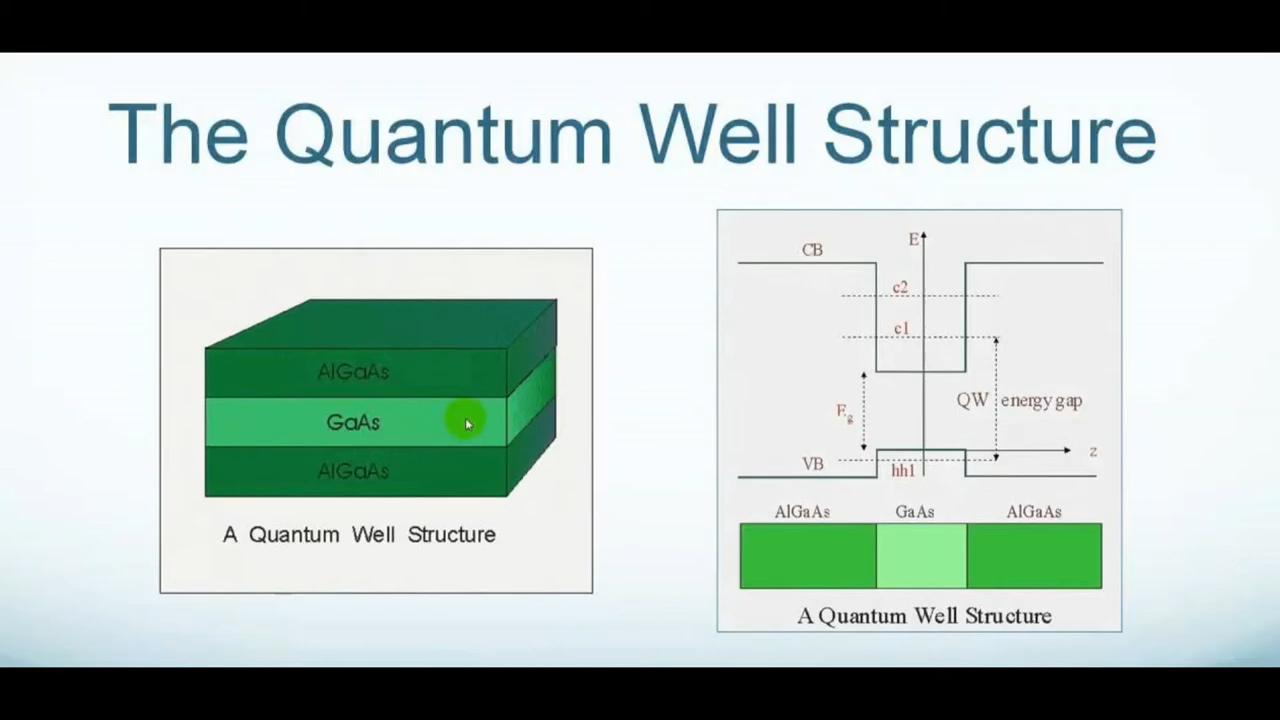 The Quantum Well Structure
AlGaAs
GaAs
AlGaAs
A Quantum Well Structure
E
CB
c2
c1
QW energy gap
Eg
z
VB
hh1
AlGaAs GaAs AlGaAs
A Quantum Well Structure